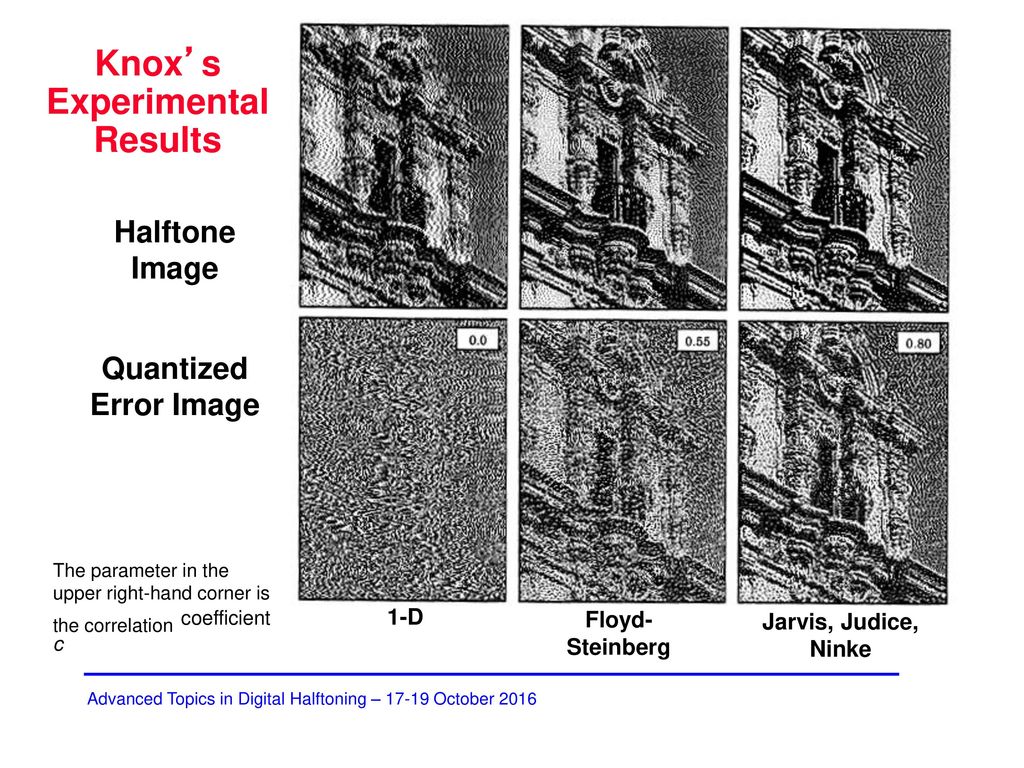 Knox’s
Experimental
Results
Halftone
Image
Quantized
Error Image
0.0
0.55
0.80
The parameter in the
upper right-hand corner is
the correlation coefficient
c
1-D
Floyd-
Steinberg
Jarvis, Judice,
Ninke
Advanced Topics in Digital Halftoning – 17-19 October 2016